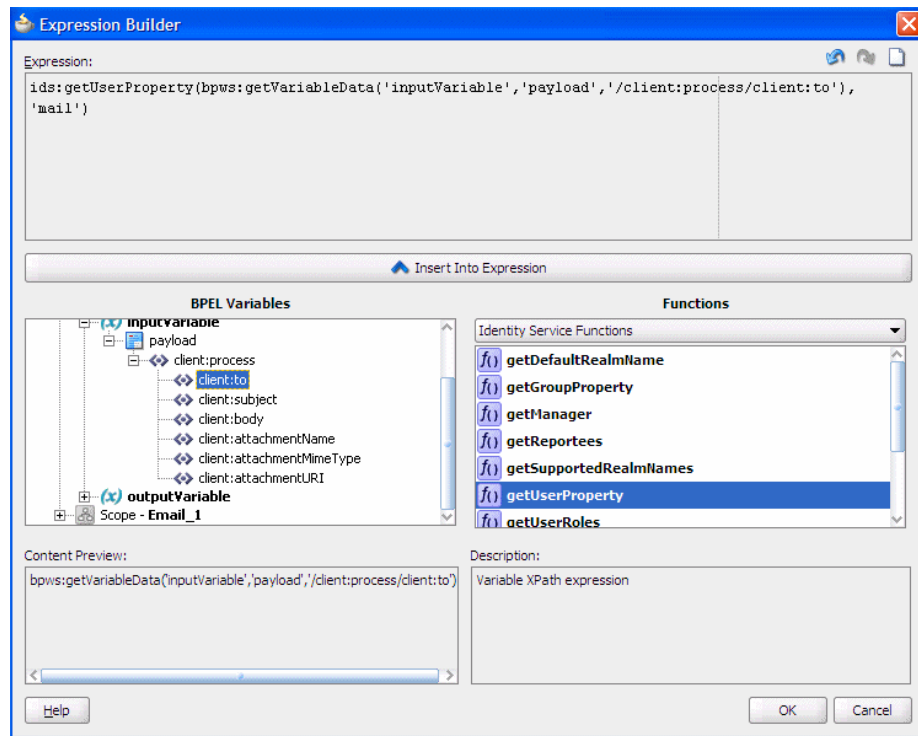 Expression Builder
Expression:
ids:getUserProperty(bpws:getVariableData('inputVariable','payload','/client:process/client:to'),
'mail')
Insert Into Expression
BPEL Variables
Functions
(x) inputVariable
payload
client:process
client:to
client:subject
client:body
client:attachmentName
client:attachmentMimeType
client:attachmentURI
(x) outputVariable
Scope - Email_1
Identity Service Functions
f() getDefaultRealmName
f() getGroupProperty
f() getManager
f() getReportees
f() getSupportedRealmNames
f() getUserProperty
f() getUserRoles
Content Preview:
bpws:getVariableData('inputVariable','payload','/client:process/client:to')
Description:
Variable XPath expression
Help
OK
Cancel